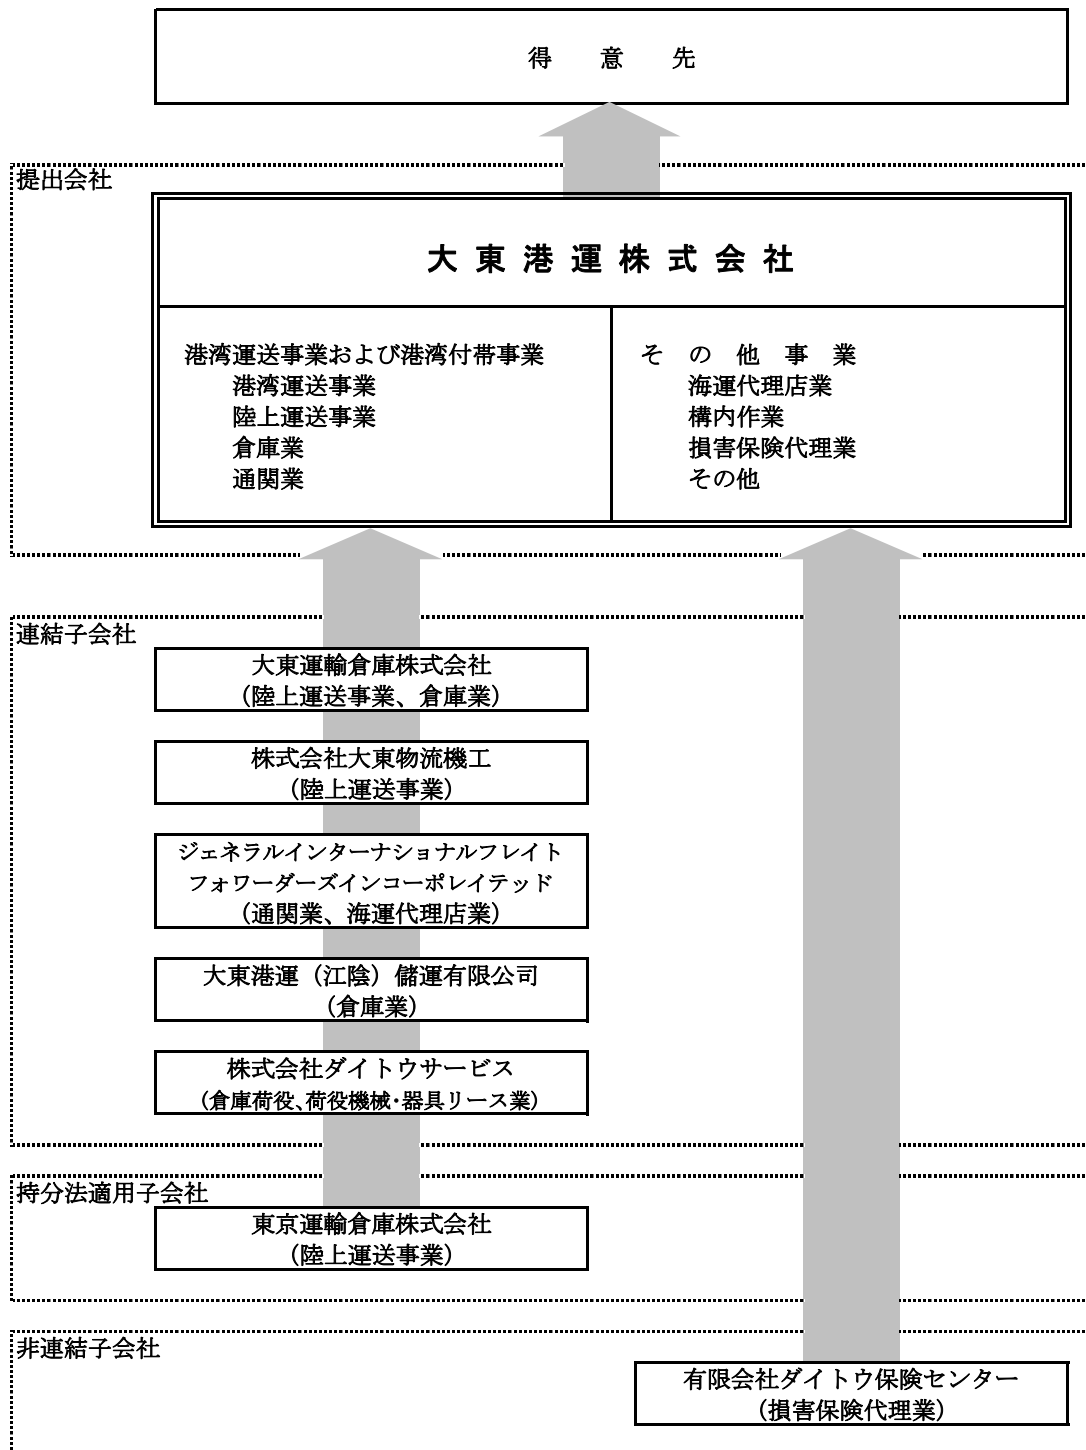 得　　意　　先
提出会社
大 東 港 運 株 式 会 社
港湾運送事業および港湾付帯事業
港湾運送事業
陸上運送事業
倉庫業
通関業
そ　の　他　事　業
海運代理店業
構内作業
損害保険代理業
その他
連結子会社
大東運輸倉庫株式会社
(陸上運送事業、倉庫業)
株式会社大東物流機工
(陸上運送事業)
ジェネラルインターナショナルフレイト
フォワーダーズインコーポレイテッド
(通関業、海運代理店業)
大東港運（江陰）儲運有限公司
(倉庫業)
株式会社ダイトウサービス
(倉庫荷役、荷役機械・器具リース業)
持分法適用子会社
東京運輸倉庫株式会社
(陸上運送事業)
非連結子会社
有限会社ダイトウ保険センター
(損害保険代理業)